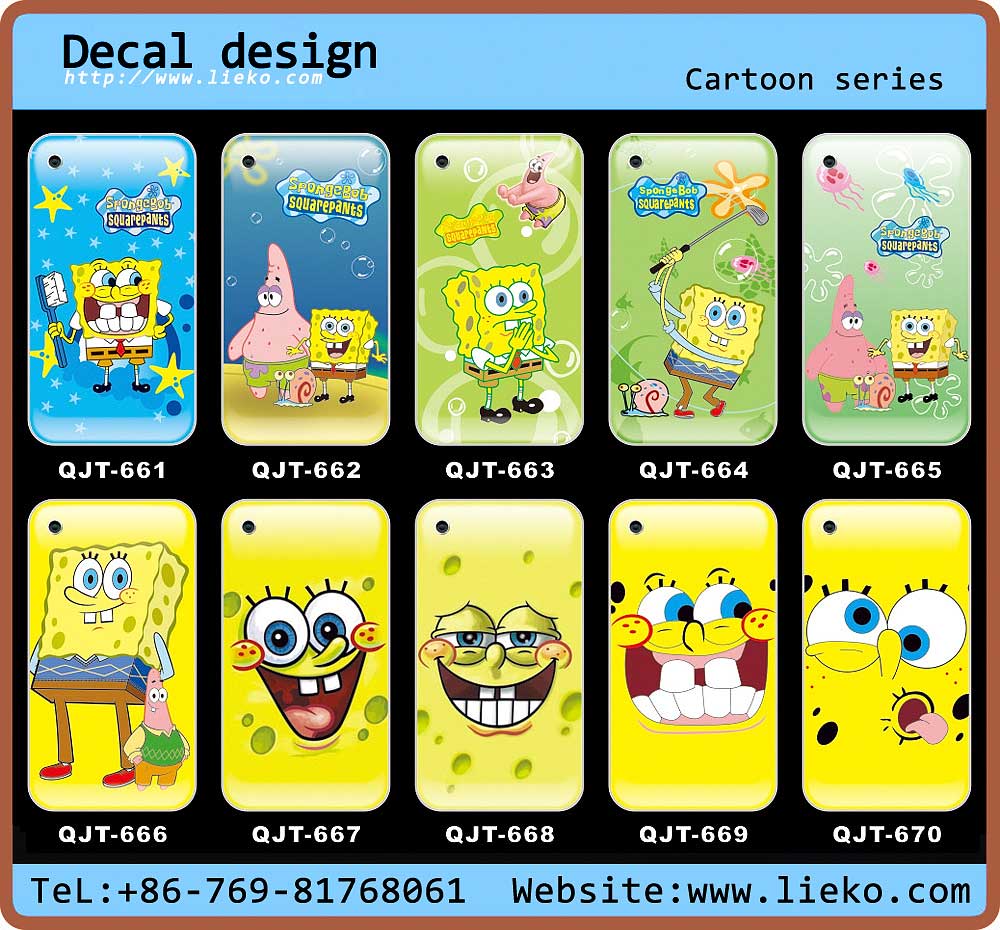 Decal design
http://www.lieko.com
Cartoon series
SpongeBob
SQUAREPANTS
SpongeBob
SQUAREPANTS
SpongeBob
SQUAREPANTS
SpongeBob
SQUAREPANTS
SpongeBob
SQUAREPANTS
QJT-661 QJT-662 QJT-663 QJT-664 QJT-665
QJT-666 QJT-667 QJT-668 QJT-669 QJT-670
TeL:+86-769-81768061 Website:www.lieko.com